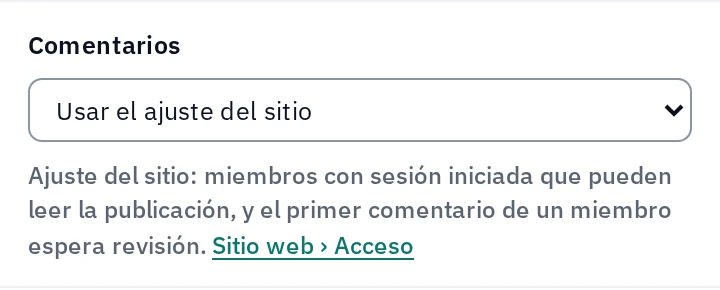 Comentarios
Usar el ajuste del sitio
Ajuste del sitio: miembros con sesión iniciada que pueden
leer la publicación, y el primer comentario de un miembro
espera revisión. Sitio web › Acceso